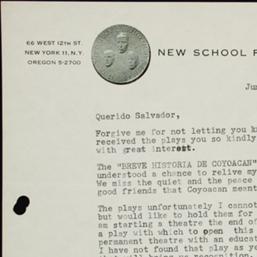 66 WEST 12TH ST.
NEW YORK 11, N.Y.
OREGON 5-2700
NEW SCHOOL F
Ju
Querido Salvador,
Forgive me for not letting you k
received the plays you so kindly
with great interest.
The "BREVE HISTORIA DE COYOACAN"
understood a chance to relive my
We miss the quiet and the peace
good friends that Coyoacan meant
The plays unfortunately I cannot
but would like to hold them for
am starting a theatre the end of
a play with which to open this
permanent theatre with an educat
I have not found that play as ye